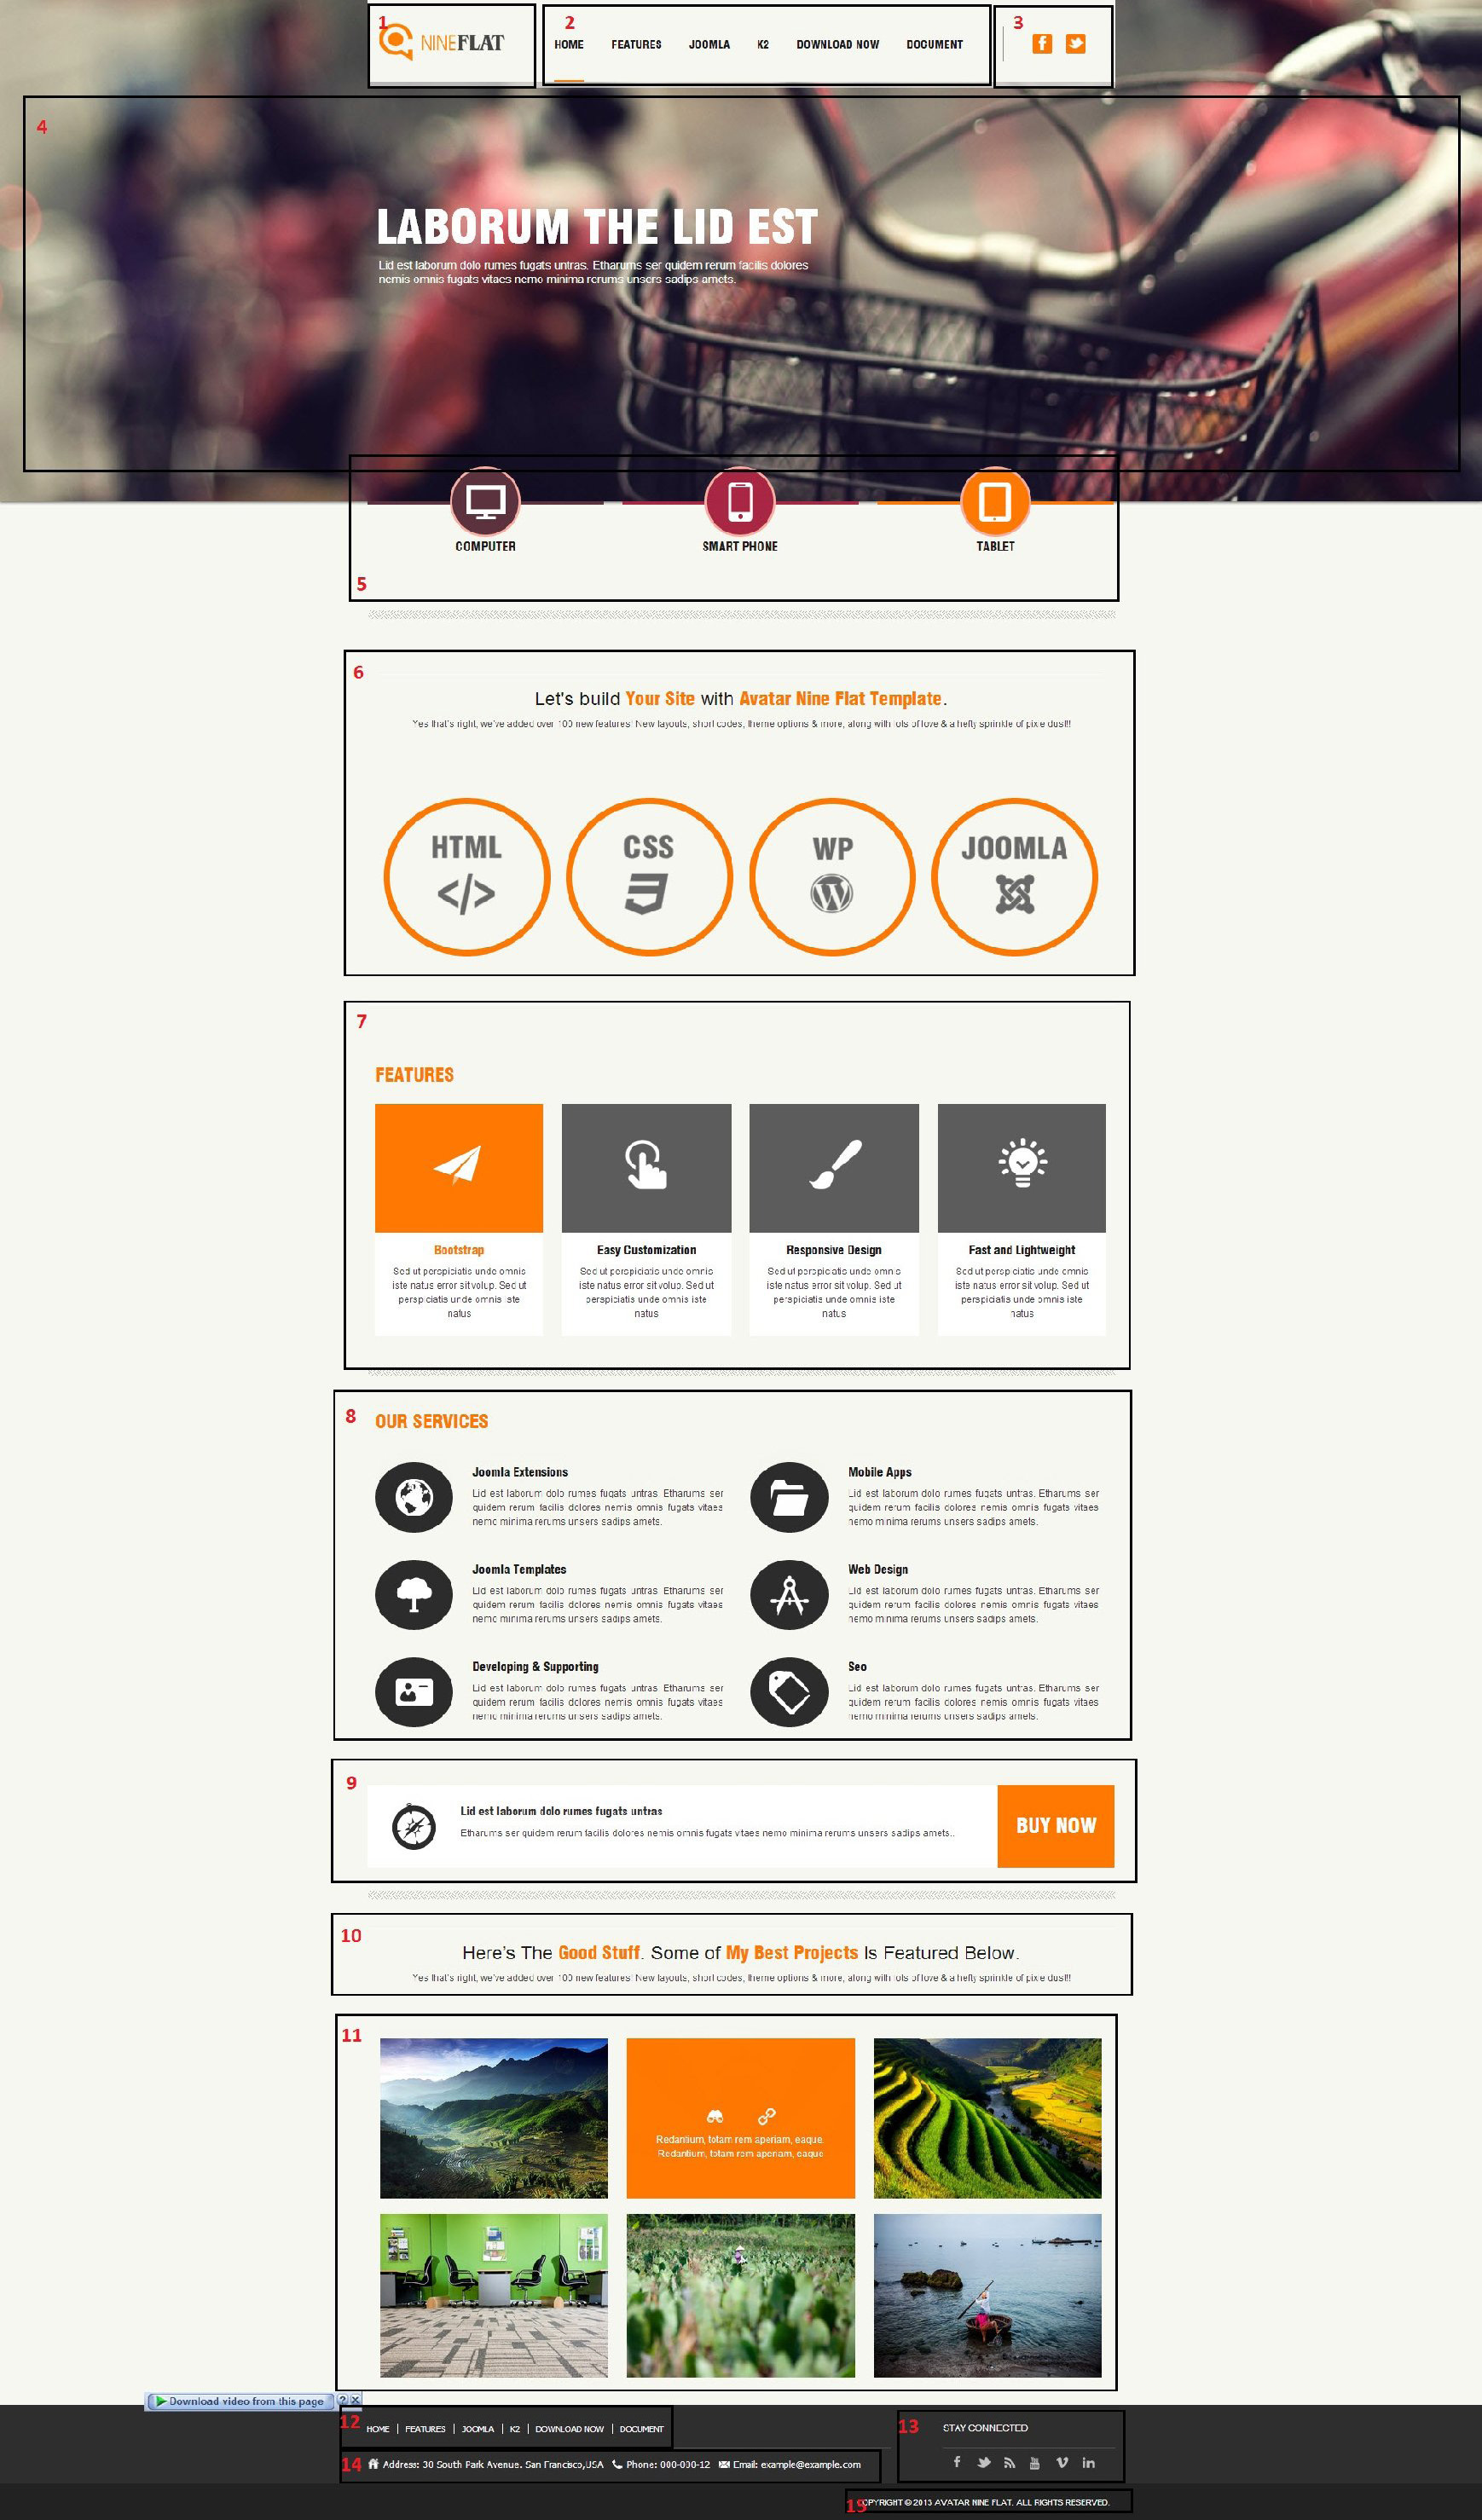 1
NINEFLAT
2
HOME FEATURES JOOMLA K2 DOWNLOAD NOW DOCUMENT
3
4
LABORUM THE LID EST
Lid est laborum dolo rumes fugats untras. Etharums ser quidem rerum facilis dolores
nemis omnis fugats vitaes nemo minima rerums unsers sadips amets.
COMPUTER
SMART PHONE
TABLET
5
6
Let's build Your Site with Avatar Nine Flat Template.
Yes that's right, we've added over 100 new features! New layouts, short codes, theme options & more, along with lots of love & a hefty sprinkle of pixie dust!!!
HTML
</>
CSS
WP
JOOMLA
7
FEATURES
Bootstrap
Sed ut perspiciatis unde omnis
iste natus error sit volup. Sed ut
perspiciatis unde omnis iste
natus
Easy Customization
Sed ut perspiciatis unde omnis
iste natus error sit volup. Sed ut
perspiciatis unde omnis iste
natus
Responsive Design
Sed ut perspiciatis unde omnis
iste natus error sit volup. Sed ut
perspiciatis unde omnis iste
natus
Fast and Lightweight
Sed ut perspiciatis unde omnis
iste natus error sit volup. Sed ut
perspiciatis unde omnis iste
natus
8
OUR SERVICES
Joomla Extensions
Lid est laborum dolo rumes fugats untras. Etharums ser
quidem rerum facilis dolores nemis omnis fugats vitaes
nemo minima rerums unsers sadips amets.
Mobile Apps
Lid est laborum dolo rumes fugats untras. Etharums ser
quidem rerum facilis dolores nemis omnis fugats vitaes
nemo minima rerums unsers sadips amets.
Joomla Templates
Lid est laborum dolo rumes fugats untras. Etharums ser
quidem rerum facilis dolores nemis omnis fugats vitaes
nemo minima rerums unsers sadips amets.
Web Design
Lid est laborum dolo rumes fugats untras. Etharums ser
quidem rerum facilis dolores nemis omnis fugats vitaes
nemo minima rerums unsers sadips amets.
Developing & Supporting
Lid est laborum dolo rumes fugats untras. Etharums ser
quidem rerum facilis dolores nemis omnis fugats vitaes
nemo minima rerums unsers sadips amets.
Seo
Lid est laborum dolo rumes fugats untras. Etharums ser
quidem rerum facilis dolores nemis omnis fugats vitaes
nemo minima rerums unsers sadips amets.
9
Lid est laborum dolo rumes fugats untras
Etharums ser quidem rerum facilis dolores nemis omnis fugats vitaes nemo minima rerums unsers sadips amets..
BUY NOW
10
Here's The Good Stuff. Some of My Best Projects Is Featured Below.
Yes that's right, we've added over 100 new features! New layouts, short codes, theme options & more, along with lots of love & a hefty sprinkle of pixie dust!!!
11
Redantium, totam rem aperiam, eaque.
Redantium, totam rem aperiam, eaque
Download video from this page ? X
12
HOME | FEATURES | JOOMLA | K2 | DOWNLOAD NOW | DOCUMENT
13
STAY CONNECTED
14
Address: 30 South Park Avenue. San Francisco,USA Phone: 000-000-12 Email: example@example.com
15
OPYRIGHT © 2013 AVATAR NINE FLAT. ALL RIGHTS RESERVED.